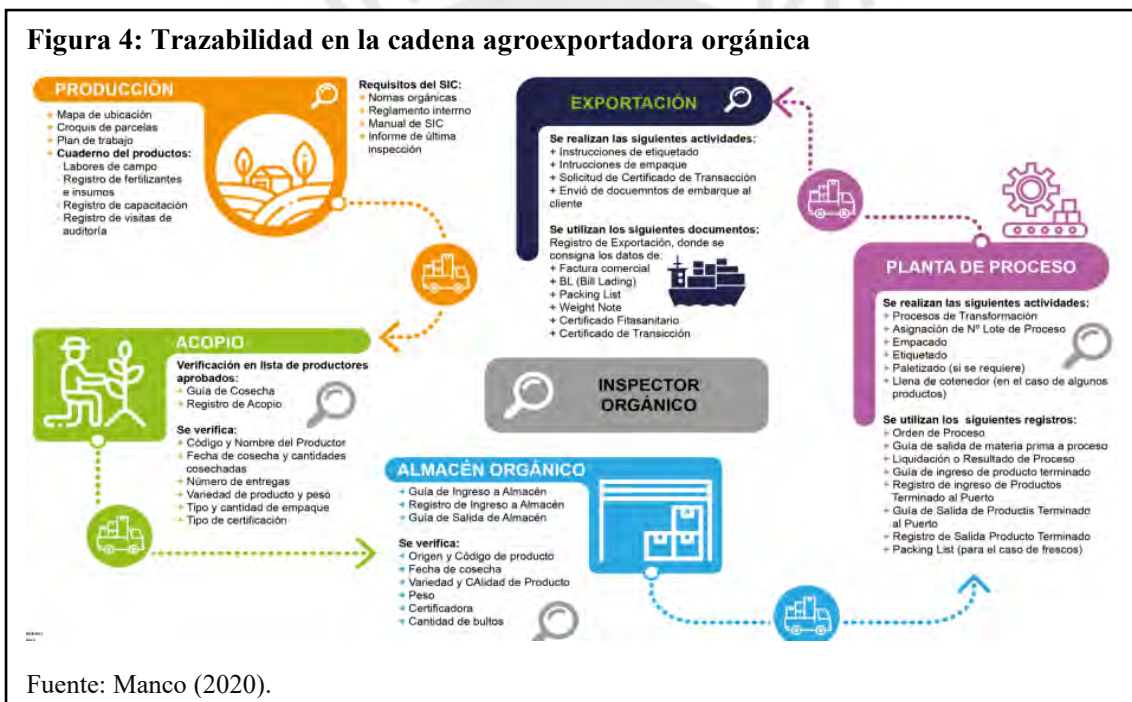 Figura 4: Trazabilidad en la cadena agroexportadora orgánica
PRODUCCIÓN
+ Mapa de ubicación
+ Croquis de parcelas
+ Plan de trabajo
+ Cuaderno del productos:
- Labores de campo
- Registro de fertilizantes
e insumos
- Registro de capacitación
- Registro de visitas de
auditoría
Requisitos del SIC:
+ Nomas orgánicas
+ Reglamento interno
+ Manual de SIC
+ Informe de última
inspección
ACOPIO
Verificación en lista de productores
aprobados:
+ Guía de Cosecha
+ Registro de Acopio
Se verifica:
+ Código y Nombre del Productor
+ Fecha de cosecha y cantidades
cosechadas
+ Número de entregas
+ Variedad de producto y peso
+ Tipo y cantidad de empaque
+ Tipo de certificación
ALMACÉN ORGÁNICO
+ Guía de Ingreso a Almacén
+ Registro de Ingreso a Almacén
+ Guía de Salida de Almacén
Se verifica:
+ Origen y Código de producto
+ Fecha de cosecha
+ Variedad y CAlidad de Producto
+ Peso
+ Certificadora
+ Cantidad de bultos
PLANTA DE PROCESO
Se realizan las siguientes actividades:
+ Procesos de Transformación
+ Asignación de Nº Lote de Proceso
+ Empacado
+ Etiquetado
+ Paletizado (si se requiere)
+ Llena de cotenedor (en el caso de algunos
productos)
Se utilizan los siguientes registros:
+ Orden de Proceso
+ Guía de salida de materia prima a proceso
+ Liquidación o Resultado de Proceso
+ Guía de ingreso de producto terminado
+ Registro de ingreso de Productos
Terminado al Puerto
+ Guía de Salida de Productis Terminado
al Puerto
+ Registro de Salida Producto Terminado
+ Packing List (para el caso de frescos)
EXPORTACIÓN
Se realizan las siguientes actividades:
+ Instrucciones de etiquetado
+ Intrucciones de empaque
+ Solicitud de Certificado de Transacción
+ Envió de docuemntos de embarque al
cliente
Se utilizan los siguientes documentos:
Registro de Exportación, donde se
consigna los datos de:
+ Factura comercial
+ BL (Bill Lading)
+ Packing List
+ Weight Note
+ Certificado Fitasanitario
+ Certificado de Transicción
INSPECTOR
ORGÁNICO
Fuente: Manco (2020).